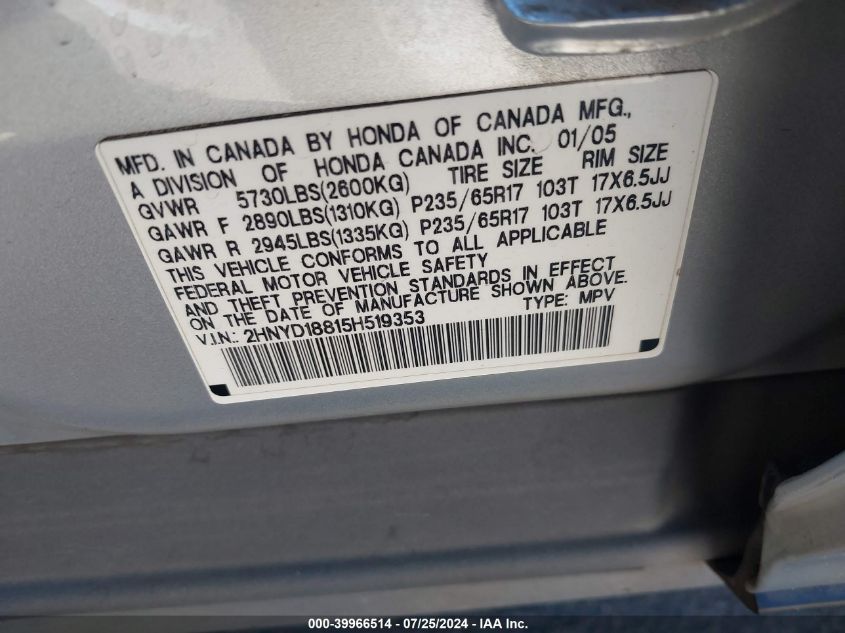 MFD. IN CANADA BY HONDA OF CANADA MFG.,
A DIVISION OF HONDA CANADA INC. 01/05
GVWR 5730LBS(2600KG) TIRE SIZE RIM SIZE
GAWR F 2890LBS(1310KG) P235/65R17 103T 17X6.5JJ
GAWR R 2945LBS(1335KG) P235/65R17 103T 17X6.5JJ
THIS VEHICLE CONFORMS TO ALL APPLICABLE
FEDERAL MOTOR VEHICLE SAFETY
AND THEFT PREVENTION STANDARDS IN EFFECT
ON THE DATE OF MANUFACTURE SHOWN ABOVE.
V.I.N.: 2HNYD18815H519353 TYPE: MPV
000-39966514 / 07/25/2024 - IAA, Inc.